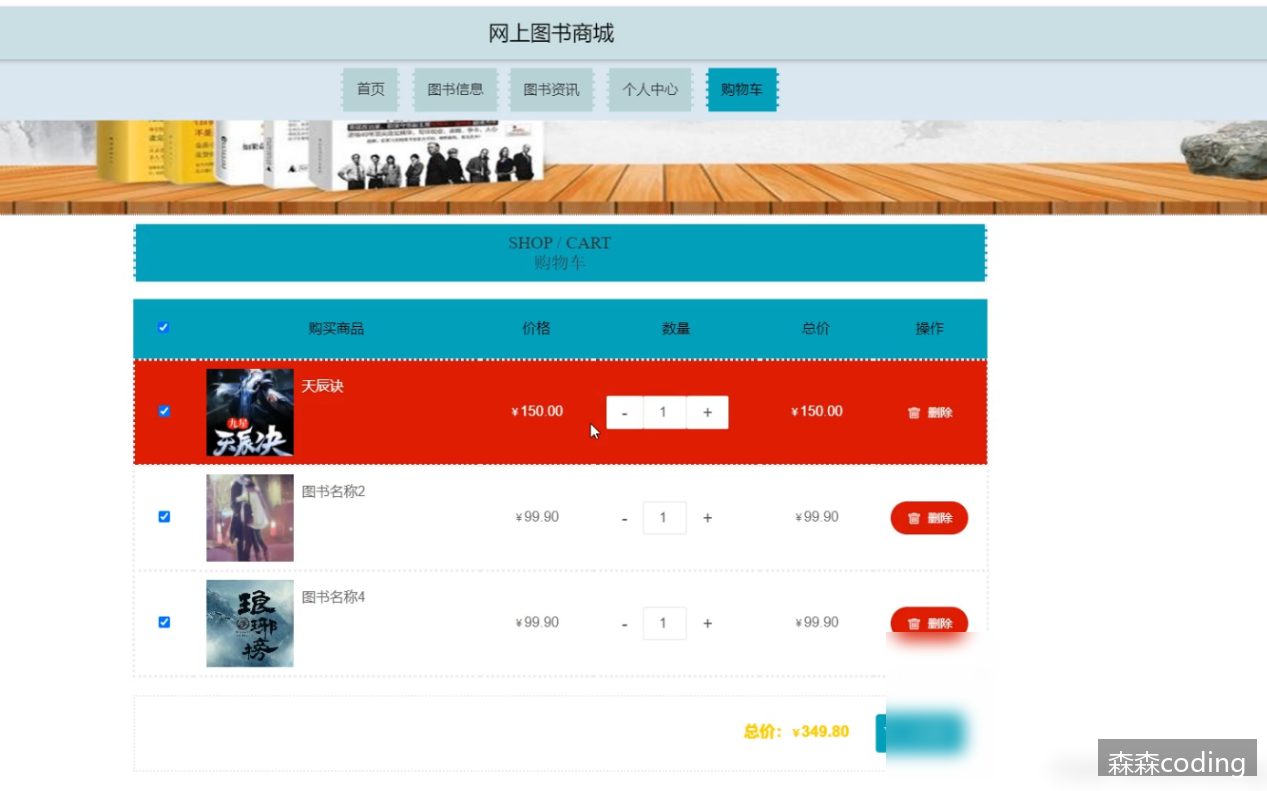 网上图书商城
首页 图书信息 图书资讯 个人中心 购物车
SHOP / CART
购物车
购买商品 价格 数量 总价 操作
天辰诀
九星
天辰决
¥150.00 - 1 + ¥150.00 删除
图书名称2
¥99.90 - 1 + ¥99.90 删除
图书名称4
琅琊榜
¥99.90 - 1 + ¥99.90 删除
总价：¥349.80
森森coding